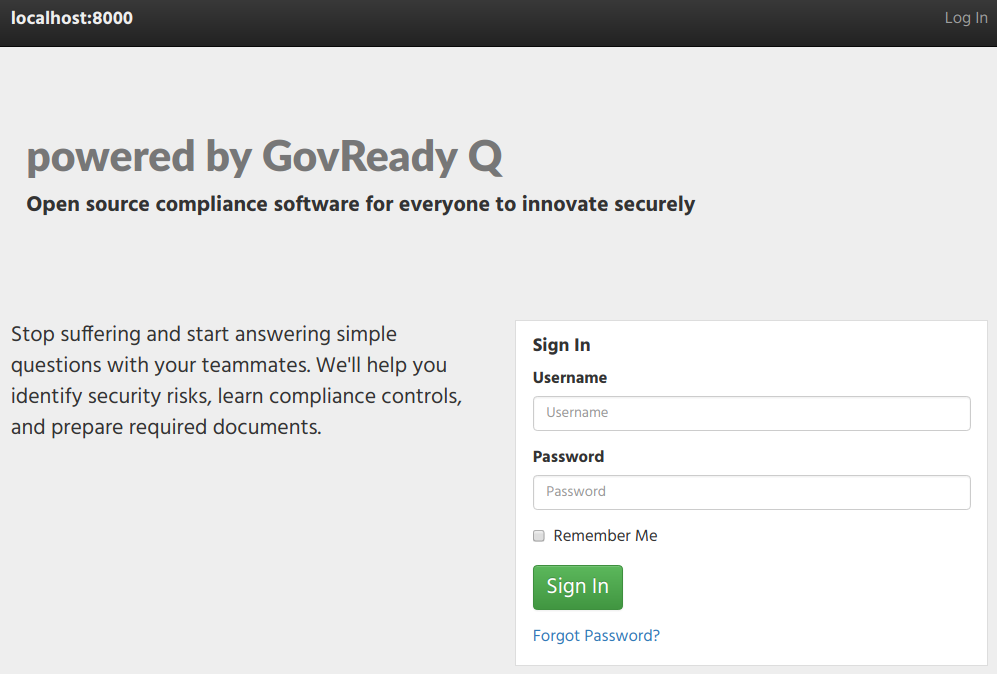 localhost:8000
Log In
powered by GovReady Q
Open source compliance software for everyone to innovate securely
Stop suffering and start answering simple
questions with your teammates. We'll help you
identify security risks, learn compliance controls,
and prepare required documents.
Sign In
Username
Username
Password
Password
Remember Me
Sign In
Forgot Password?